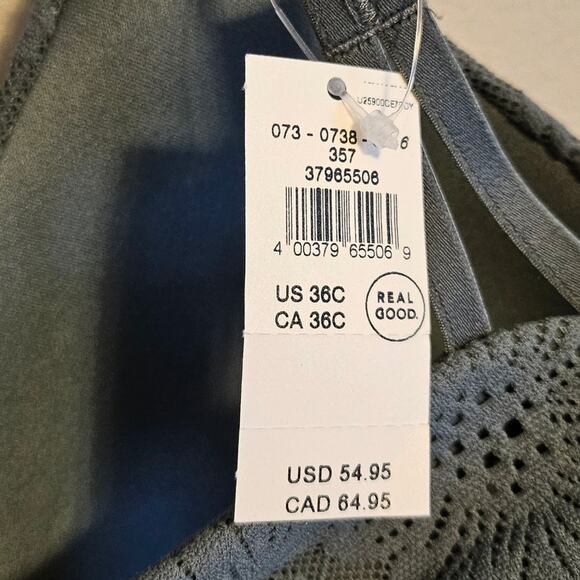 073 - 0738 - 6
357
37965506
4 00379 65506 9
US 36C
CA 36C
REAL
GOOD.
USD 54.95
CAD 64.95